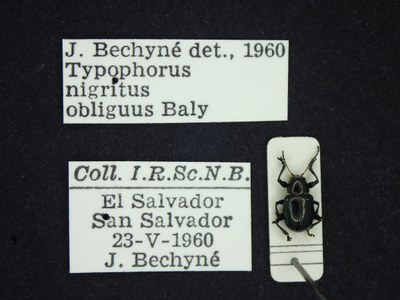 J. Bechyné det., 1960
Typophorus
nigritus
obliguus Baly
Coll. I.R.Sc.N.B.
El Salvador
San Salvador
23-V-1960
J. Bechyné